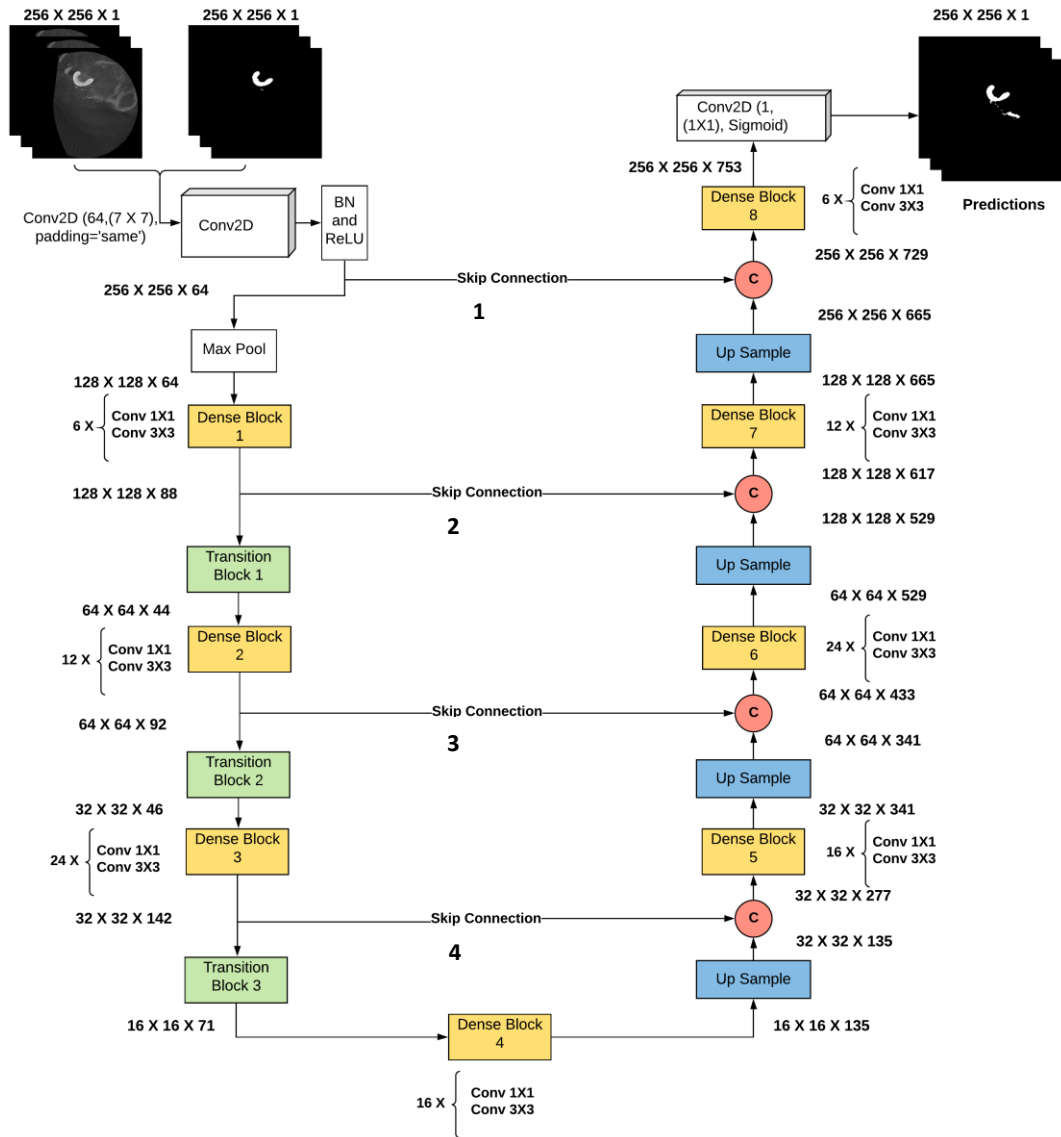 256 X 256 X 1
256 X 256 X 1
Conv2D (64,(7 X 7),
padding='same')
Conv2D
BN
and
ReLU
256 X 256 X 64
Max Pool
128 X 128 X 64
6 X
Conv 1X1
Conv 3X3
Dense Block
1
128 X 128 X 88
Transition
Block 1
64 X 64 X 44
12 X
Conv 1X1
Conv 3X3
Dense Block
2
64 X 64 X 92
Transition
Block 2
32 X 32 X 46
24 X
Conv 1X1
Conv 3X3
Dense Block
3
32 X 32 X 142
Transition
Block 3
16 X 16 X 71
Dense Block
4
16 X
Conv 1X1
Conv 3X3
Skip Connection
1
Skip Connection
2
Skip Connection
3
Skip Connection
4
256 X 256 X 1
Predictions
Conv2D (1,
(1X1), Sigmoid)
256 X 256 X 753
Dense Block
8
6 X
Conv 1X1
Conv 3X3
256 X 256 X 729
C
256 X 256 X 665
Up Sample
128 X 128 X 665
Dense Block
7
12 X
Conv 1X1
Conv 3X3
128 X 128 X 617
C
128 X 128 X 529
Up Sample
64 X 64 X 529
Dense Block
6
24 X
Conv 1X1
Conv 3X3
64 X 64 X 433
C
64 X 64 X 341
Up Sample
32 X 32 X 341
Dense Block
5
16 X
Conv 1X1
Conv 3X3
32 X 32 X 277
C
32 X 32 X 135
Up Sample
16 X 16 X 135